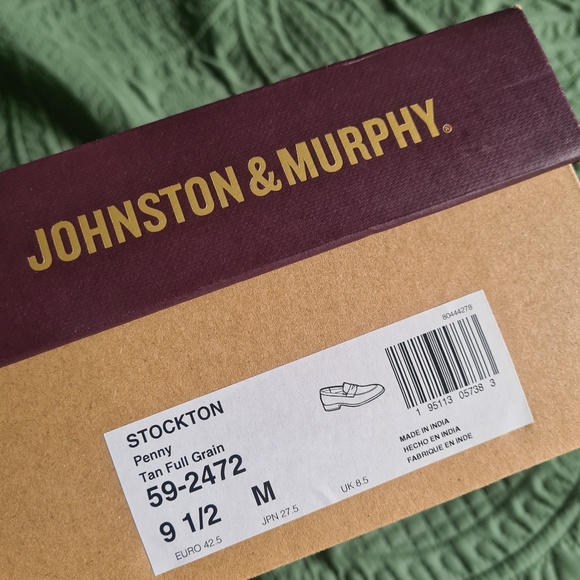 JOHNSTON & MURPHY®
80444278
STOCKTON
Penny
Tan Full Grain
59-2472
9 1/2 M
EURO 42.5 JPN 27.5 UK 8.5
1 95113 05738 3
MADE IN INDIA
HECHO EN INDIA
FABRIQUE EN INDE